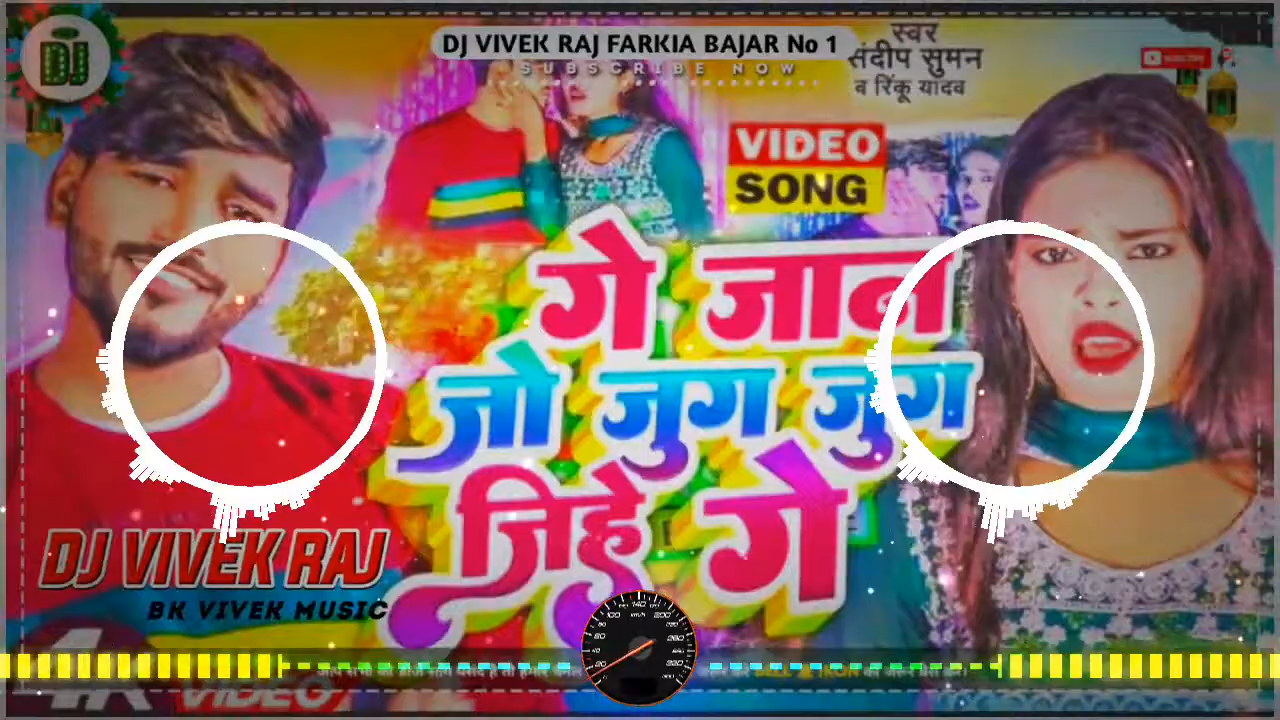 DJ
DJ VIVEK RAJ FARKIA BAJAR No 1
SUBSCRIBE NOW
स्वर
संदीप सुमन
व रिंकू यादव
VIDEO
SONG
गे जान
जो जुग जुग
जिहे गे
DJ VIVEK RAJ
BK VIVEK MUSIC
4K VIDEO